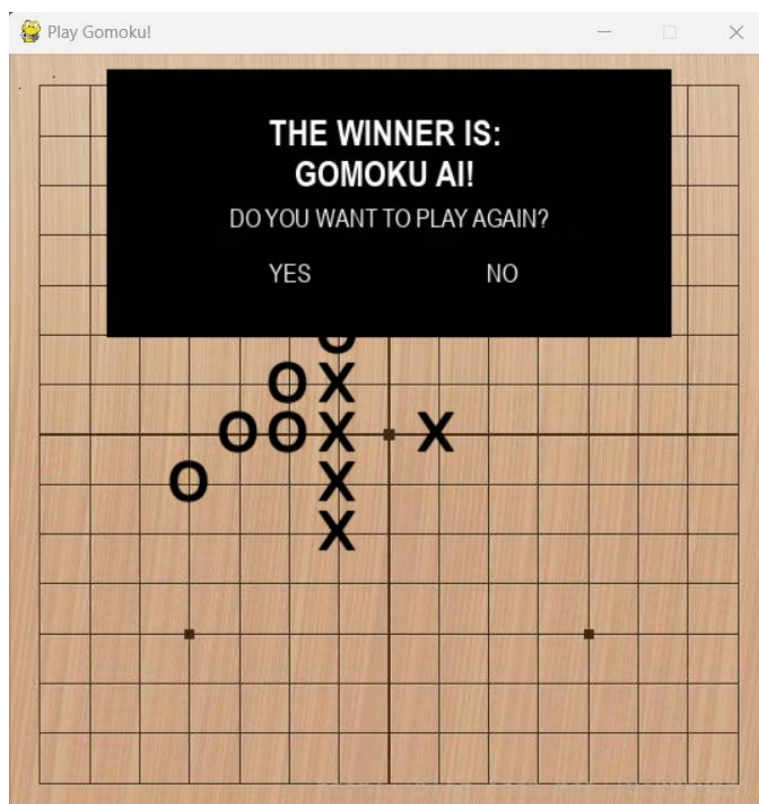 Play Gomoku!
THE WINNER IS:
GOMOKU AI!
DO YOU WANT TO PLAY AGAIN?
YES NO
O
O X
O O X X
O X
X